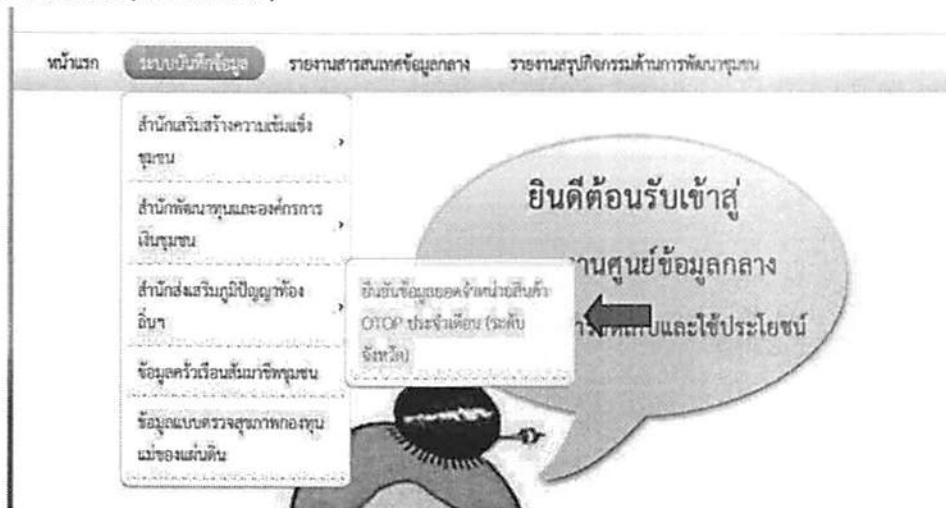 หน้าแรก ระบบบันทึกข้อมูล รายงานสารสนเทศข้อมูลกลาง รายงานสรุปกิจกรรมด้านการพัฒนาชุมชน
สำนักเสริมสร้างความเข้มแข็ง
ชุมชน
สำนักพัฒนาทุนและองค์กรการ
เงินชุมชน
สำนักส่งเสริมภูมิปัญญาท้อง
ถิ่นฯ
ข้อมูลครัวเรือนสัมมาชีพชุมชน
ข้อมูลแบบตรวจสุขภาพกองทุน
แม่ของแผ่นดิน
ยืนยันข้อมูลยอดจำหน่ายสินค้า
OTOP ประจำเดือน (ระดับ
จังหวัด)
ยินดีต้อนรับเข้าสู่
งานศูนย์ข้อมูลกลาง
และใช้ประโยชน์